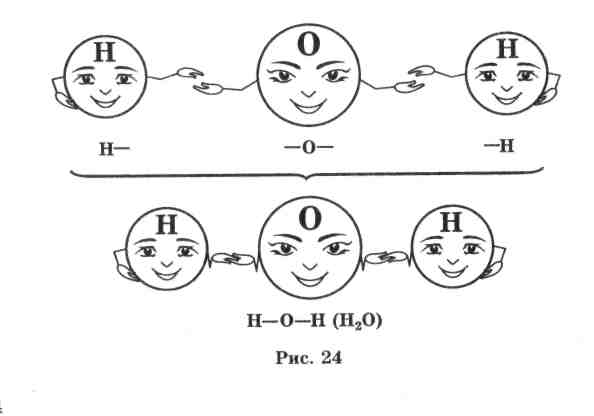 H O H
H— —O— —H
H O H
H—O—H (H₂O)
Рис. 24